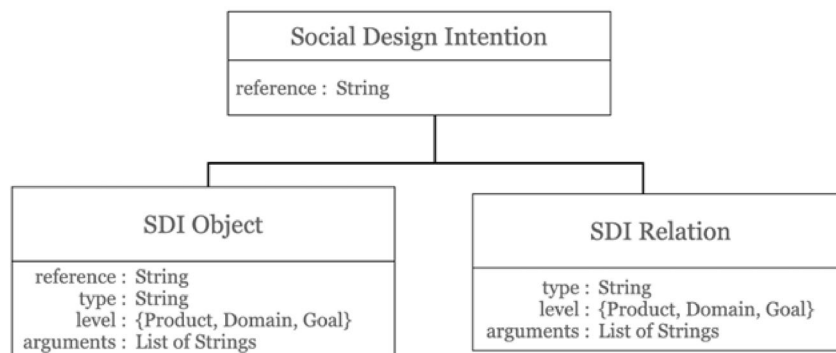 Social Design Intention
reference : String
SDI Object
reference : String
type : String
level : {Product, Domain, Goal}
arguments : List of Strings
SDI Relation
type : String
level : {Product, Domain, Goal}
arguments : List of Strings